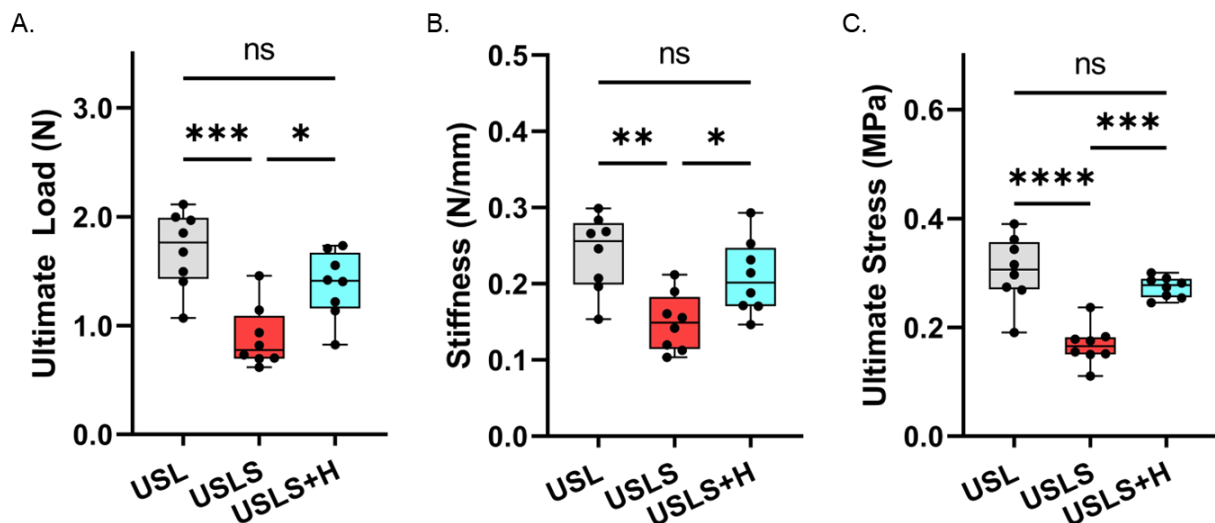 A.
Ultimate Load (N)
3.0
2.0
1.0
0.0
ns
*** *
USL
USLS
USLS+H
B.
Stiffness (N/mm)
0.5
0.4
0.3
0.2
0.1
0.0
ns
** *
USL
USLS
USLS+H
C.
Ultimate Stress (MPa)
0.6
0.4
0.2
0.0
ns
***
****
USL
USLS
USLS+H